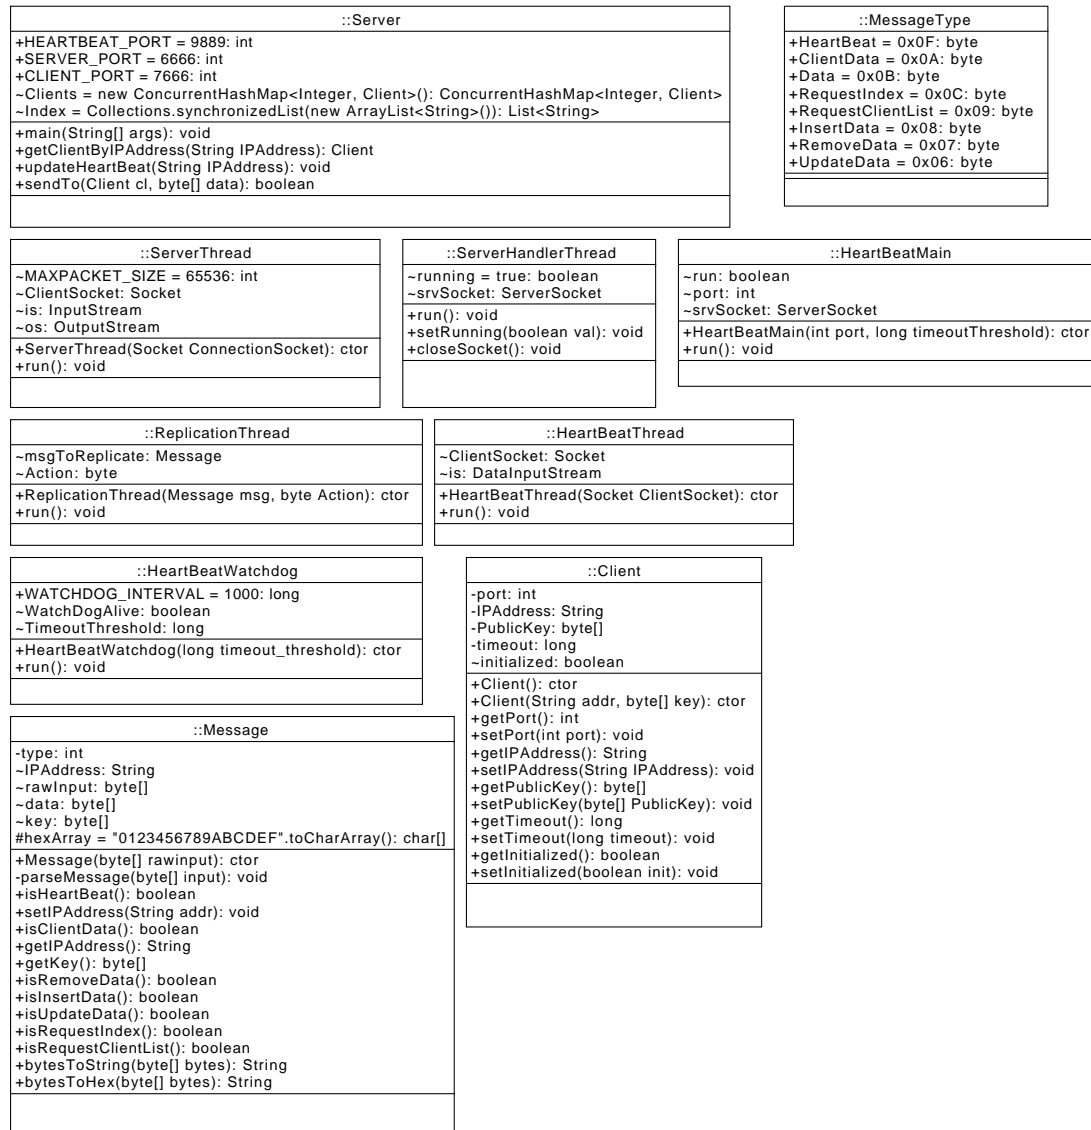 ::Server
+HEARTBEAT_PORT = 9889: int
+SERVER_PORT = 6666: int
+CLIENT_PORT = 7666: int
~Clients = new ConcurrentHashMap<Integer, Client>(): ConcurrentHashMap<Integer, Client>
~Index = Collections.synchronizedList(new ArrayList<String>()): List<String>
+main(String[] args): void
+getClientByIPAddress(String IPAddress): Client
+updateHeartBeat(String IPAddress): void
+sendTo(Client cl, byte[] data): boolean
::MessageType
+HeartBeat = 0x0F: byte
+ClientData = 0x0A: byte
+Data = 0x0B: byte
+RequestIndex = 0x0C: byte
+RequestClientList = 0x09: byte
+InsertData = 0x08: byte
+RemoveData = 0x07: byte
+UpdateData = 0x06: byte
::ServerThread
~MAXPACKET_SIZE = 65536: int
~ClientSocket: Socket
~is: InputStream
~os: OutputStream
+ServerThread(Socket ConnectionSocket): ctor
+run(): void
::ServerHandlerThread
~running = true: boolean
~srvSocket: ServerSocket
+run(): void
+setRunning(boolean val): void
+closeSocket(): void
::HeartBeatMain
~run: boolean
~port: int
~srvSocket: ServerSocket
+HeartBeatMain(int port, long timeoutThreshold): ctor
+run(): void
::ReplicationThread
~msgToReplicate: Message
~Action: byte
+ReplicationThread(Message msg, byte Action): ctor
+run(): void
::HeartBeatThread
~ClientSocket: Socket
~is: DataInputStream
+HeartBeatThread(Socket ClientSocket): ctor
+run(): void
::HeartBeatWatchdog
+WATCHDOG_INTERVAL = 1000: long
~WatchDogAlive: boolean
~TimeoutThreshold: long
+HeartBeatWatchdog(long timeout_threshold): ctor
+run(): void
::Client
-port: int
-IPAddress: String
-PublicKey: byte[]
-timeout: long
~initialized: boolean
+Client(): ctor
+Client(String addr, byte[] key): ctor
+getPort(): int
+setPort(int port): void
+getIPAddress(): String
+setIPAddress(String IPAddress): void
+getPublicKey(): byte[]
+setPublicKey(byte[] PublicKey): void
+getTimeout(): long
+setTimeout(long timeout): void
+getInitialized(): boolean
+setInitialized(boolean init): void
::Message
-type: int
~IPAddress: String
~rawInput: byte[]
~data: byte[]
~key: byte[]
#hexArray = "0123456789ABCDEF".toCharArray(): char[]
+Message(byte[] rawinput): ctor
-parseMessage(byte[] input): void
+isHeartBeat(): boolean
+setIPAddress(String addr): void
+isClientData(): boolean
+getIPAddress(): String
+getKey(): byte[]
+isRemoveData(): boolean
+isInsertData(): boolean
+isUpdateData(): boolean
+isRequestIndex(): boolean
+isRequestClientList(): boolean
+bytesToString(byte[] bytes): String
+bytesToHex(byte[] bytes): String